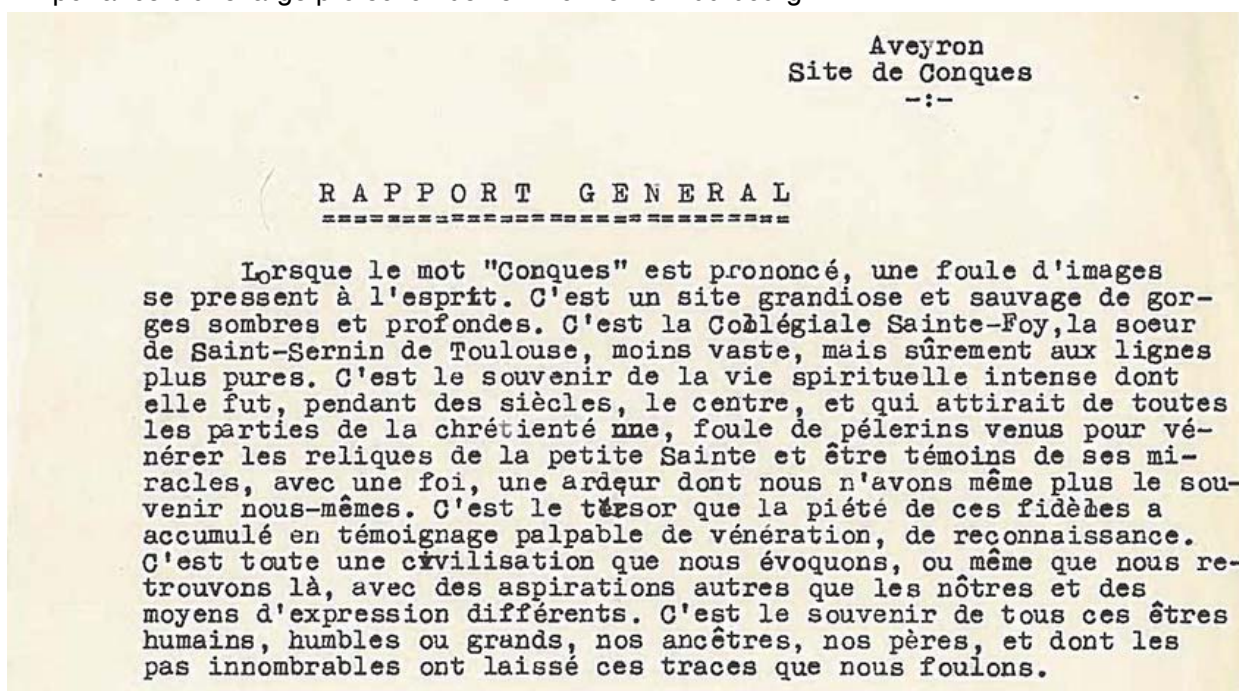 Aveyron
Site de Conques
-:-
RAPPORT GENERAL
==============================
Lorsque le mot "Conques" est prononcé, une foule d'images
se pressent à l'esprit. C'est un site grandiose et sauvage de gor-
ges sombres et profondes. C'est la Collégiale Sainte-Foy,la soeur
de Saint-Sernin de Toulouse, moins vaste, mais sûrement aux lignes
plus pures. C'est le souvenir de la vie spirituelle intense dont
elle fut, pendant des siècles, le centre, et qui attirait de toutes
les parties de la chrétienté une, foule de pélerins venus pour vé-
nérer les reliques de la petite Sainte et être témoins de ses mi-
racles, avec une foi, une ardeur dont nous n'avons même plus le sou-
venir nous-mêmes. C'est le trésor que la piété de ces fidèles a
accumulé en témoignage palpable de vénération, de reconnaissance.
C'est toute une civilisation que nous évoquons, ou même que nous re-
trouvons là, avec des aspirations autres que les nôtres et des
moyens d'expression différents. C'est le souvenir de tous ces êtres
humains, humbles ou grands, nos ancêtres, nos pères, et dont les
pas innombrables ont laissé ces traces que nous foulons.